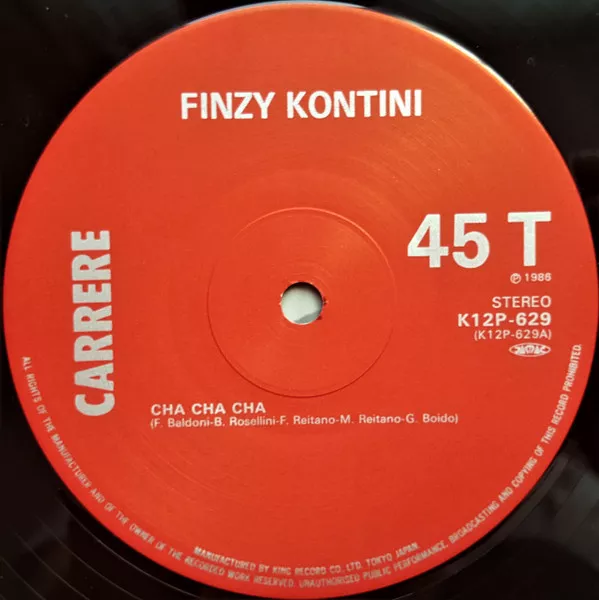 FINZY KONTINI
CARRERE
45 T
℗ 1986
STEREO
K12P-629
(K12P-629A)
CHA CHA CHA
(F. Baldoni-B. Rosellini-F. Reitano-M. Reitano-G. Boido)
ALL RIGHTS OF THE MANUFACTURER AND OF THE OWNER OF THE RECORDED WORK RESERVED. UNAUTHORISED PUBLIC PERFORMANCE, BROADCASTING AND COPYING OF THIS RECORD PROHIBITED.
MANUFACTURED BY KING RECORD CO., LTD. TOKYO JAPAN.